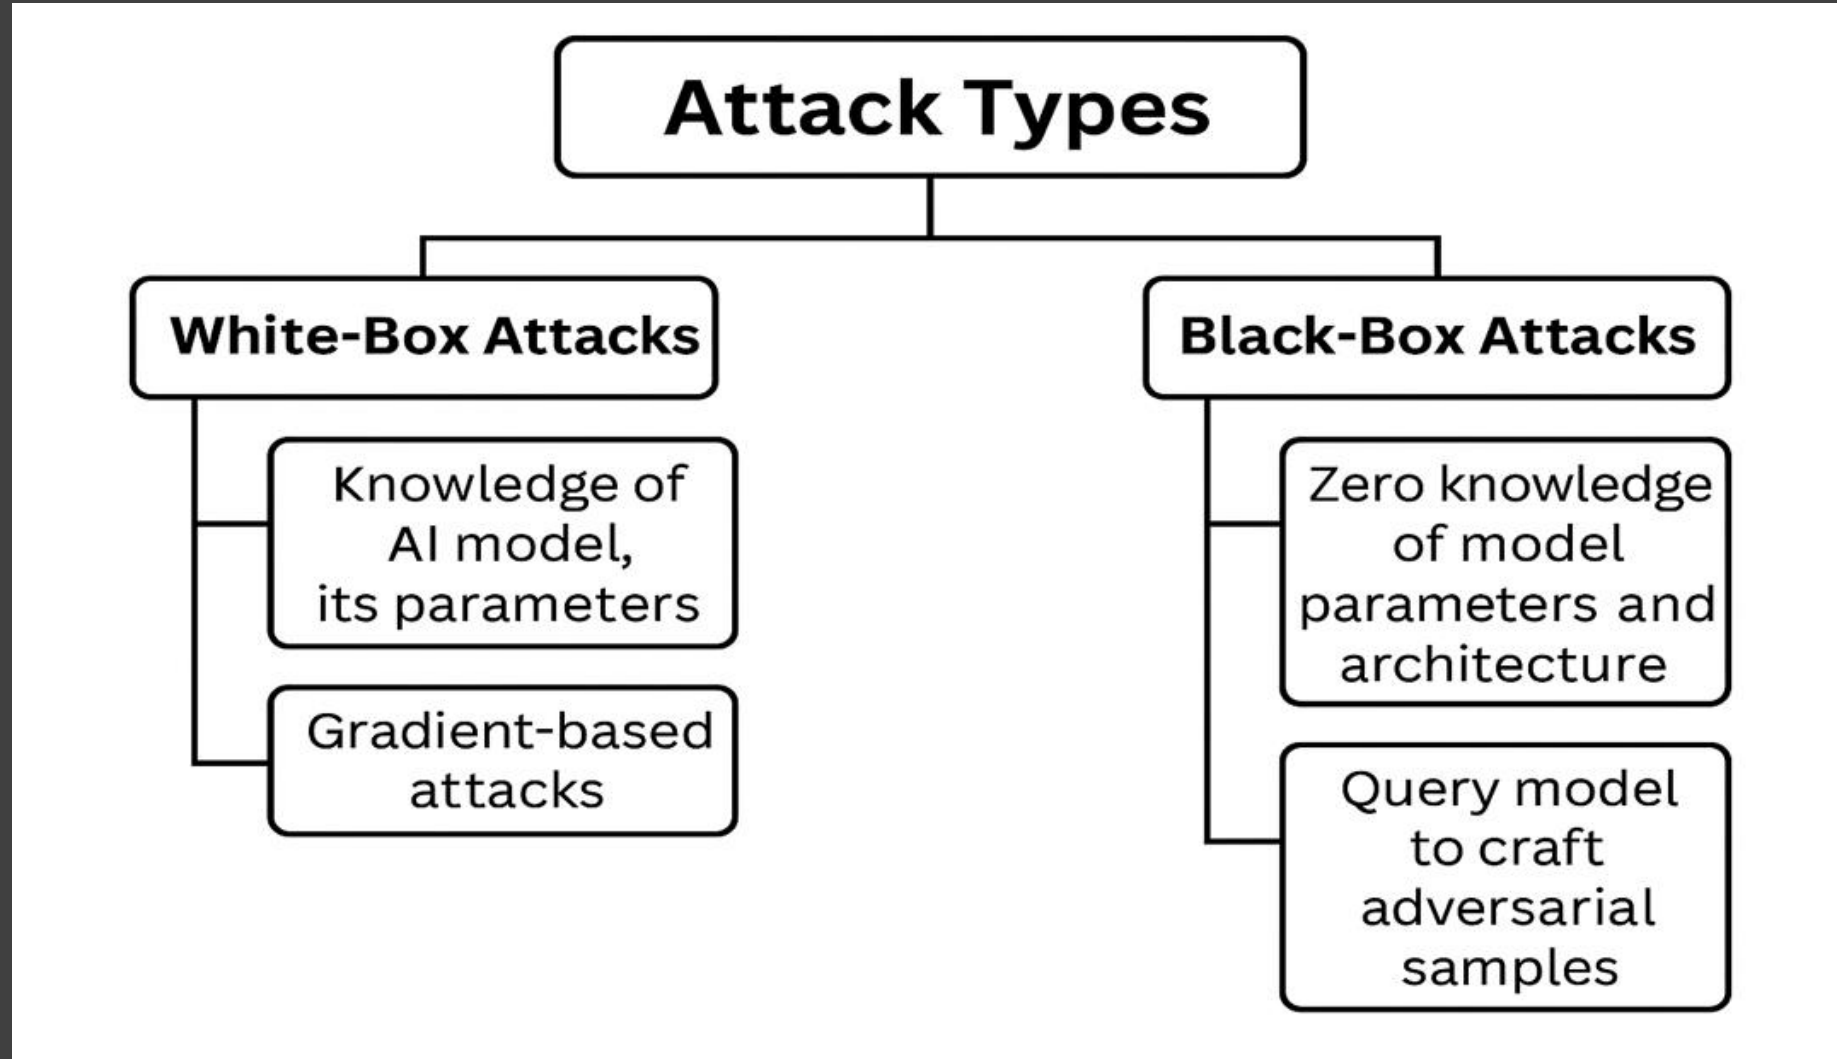 Attack Types
White-Box Attacks
Knowledge of
AI model,
its parameters
Gradient-based
attacks
Black-Box Attacks
Zero knowledge
of model
parameters and
architecture
Query model
to craft
adversarial
samples